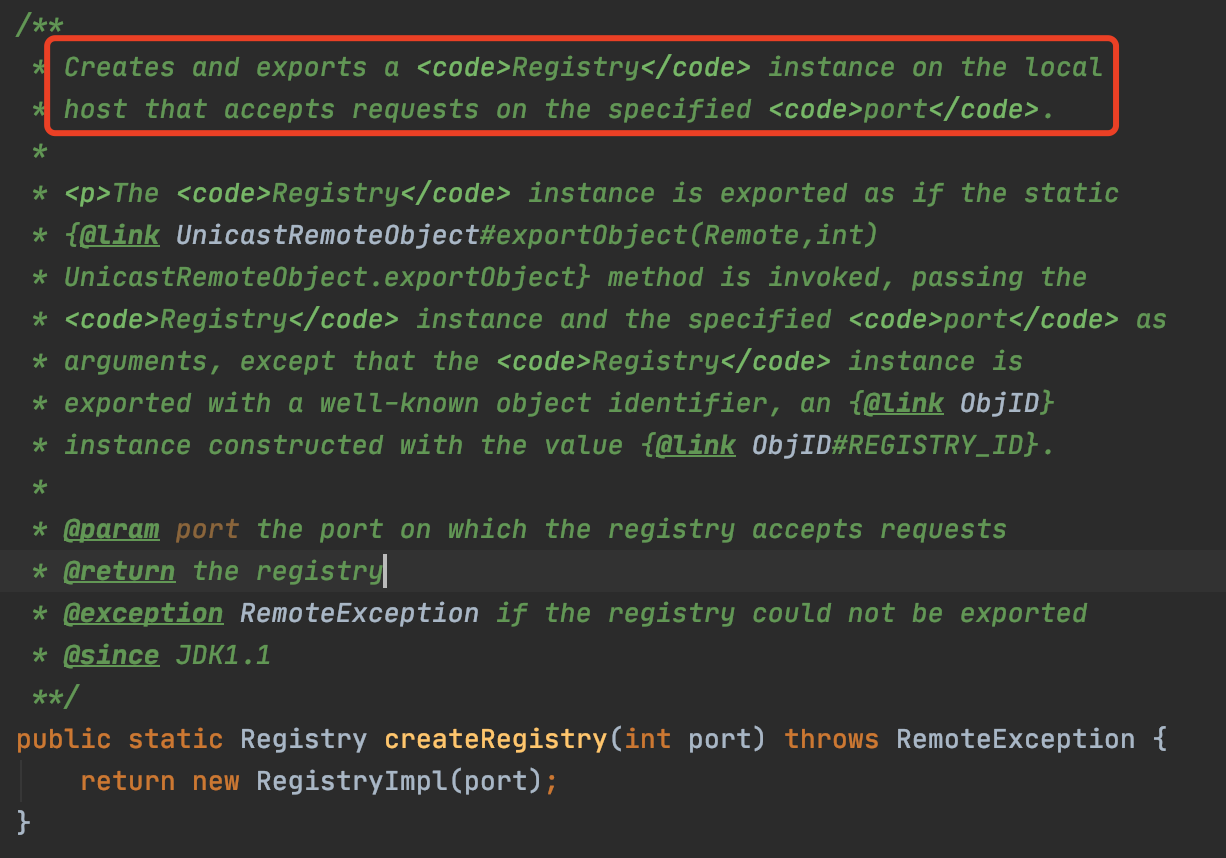 /**
* Creates and exports a <code>Registry</code> instance on the local
* host that accepts requests on the specified <code>port</code>.
*
* <p>The <code>Registry</code> instance is exported as if the static
* {@link UnicastRemoteObject#exportObject(Remote,int)
* UnicastRemoteObject.exportObject} method is invoked, passing the
* <code>Registry</code> instance and the specified <code>port</code> as
* arguments, except that the <code>Registry</code> instance is
* exported with a well-known object identifier, an {@link ObjID}
* instance constructed with the value {@link ObjID#REGISTRY_ID}.
*
* @param port the port on which the registry accepts requests
* @return the registry
* @exception RemoteException if the registry could not be exported
* @since JDK1.1
**/
public static Registry createRegistry(int port) throws RemoteException {
    return new RegistryImpl(port);
}